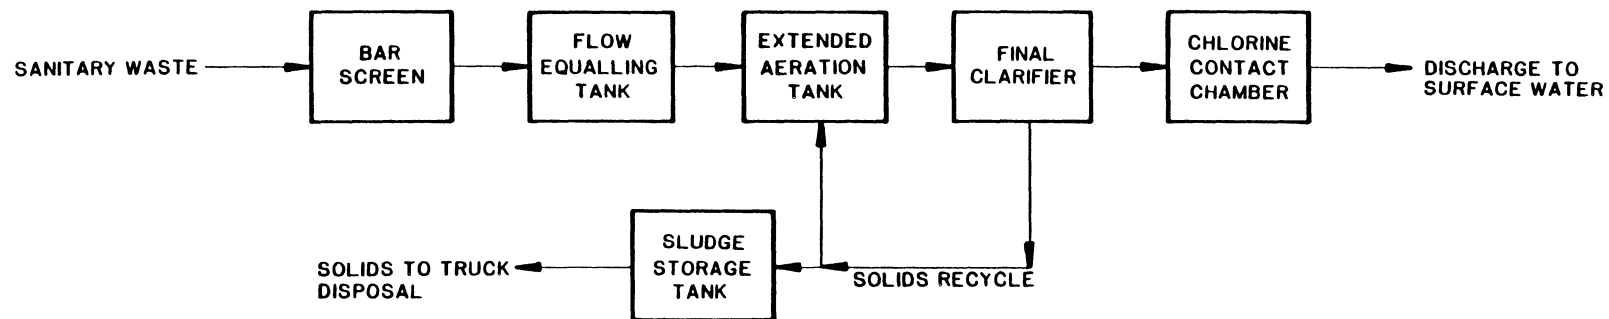 SANITARY WASTE
BAR
SCREEN
FLOW
EQUALLING
TANK
EXTENDED
AERATION
TANK
FINAL
CLARIFIER
CHLORINE
CONTACT
CHAMBER
DISCHARGE TO
SURFACE WATER
SOLIDS TO TRUCK
DISPOSAL
SLUDGE
STORAGE
TANK
SOLIDS RECYCLE